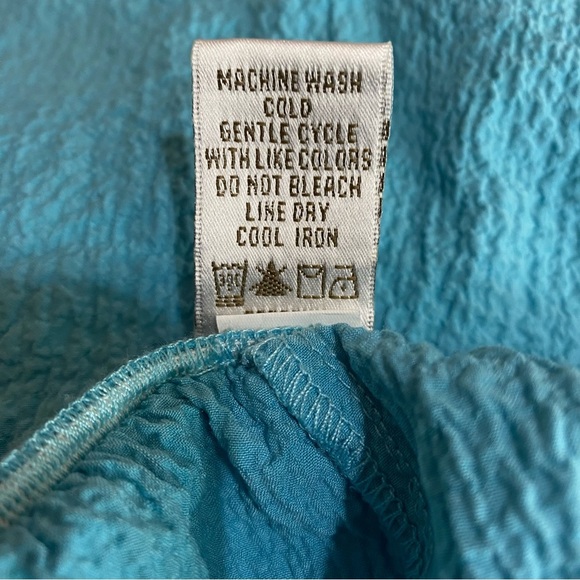 MACHINE WASH
COLD
GENTLE CYCLE
WITH LIKE COLORS
DO NOT BLEACH
LINE DRY
COOL IRON